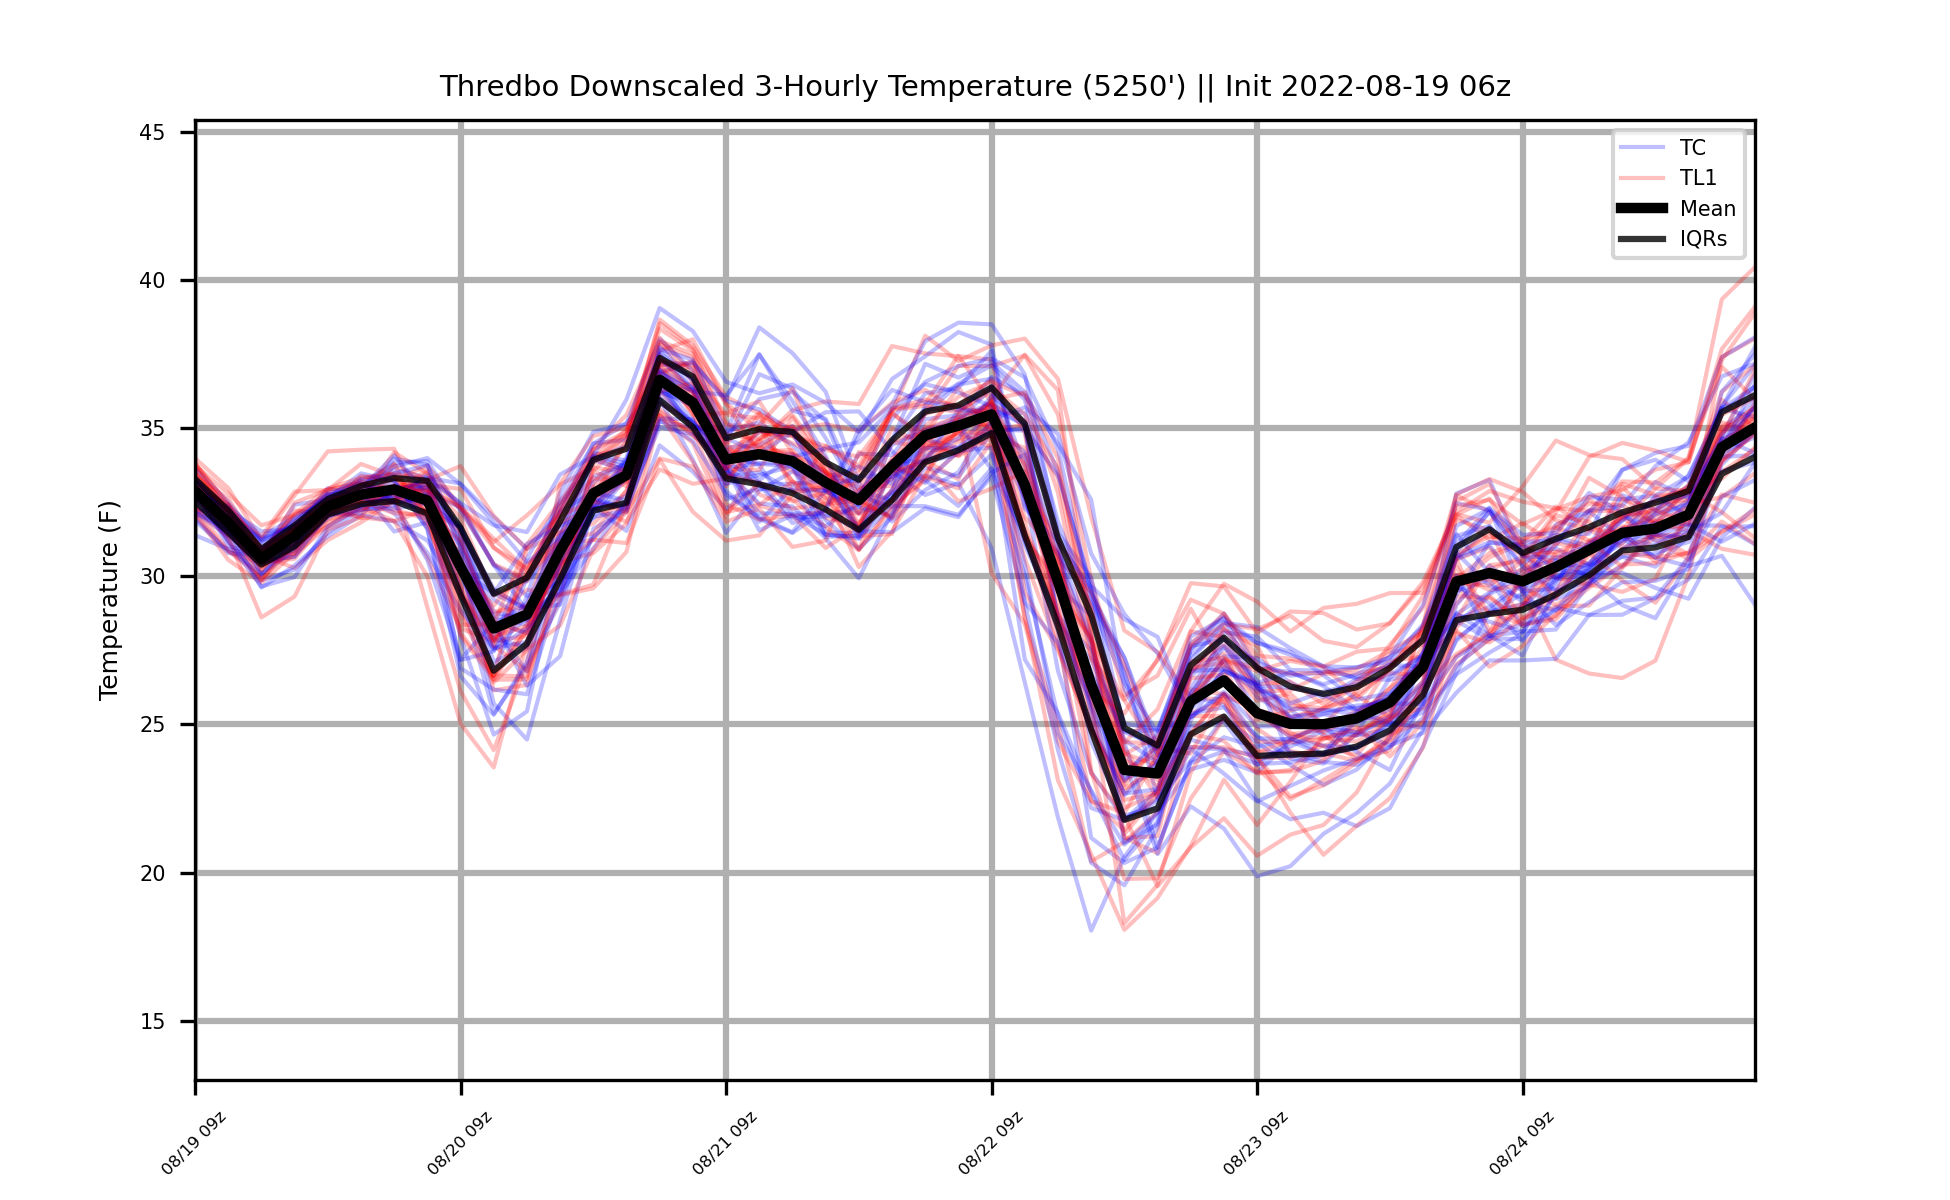 Thredbo Downscaled 3-Hourly Temperature (5250') || Init 2022-08-19 06z
TC
TL1
Mean
IQRs
Temperature (F)
45
40
35
30
25
20
15
08/19 09z
08/20 09z
08/21 09z
08/22 09z
08/23 09z
08/24 09z